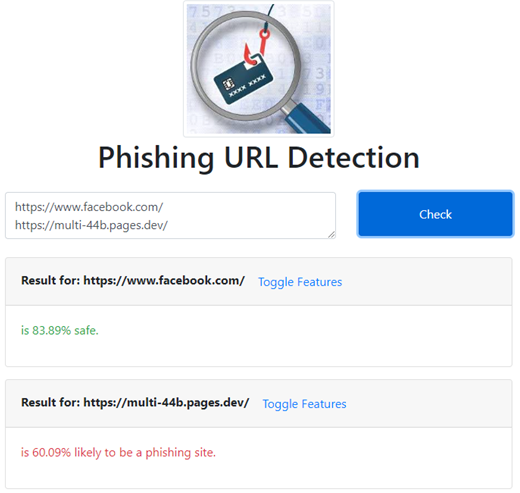 XXXX XXXX
Phishing URL Detection
https://www.facebook.com/
https://multi-44b.pages.dev/
Check
Result for: https://www.facebook.com/ Toggle Features
is 83.89% safe.
Result for: https://multi-44b.pages.dev/ Toggle Features
is 60.09% likely to be a phishing site.